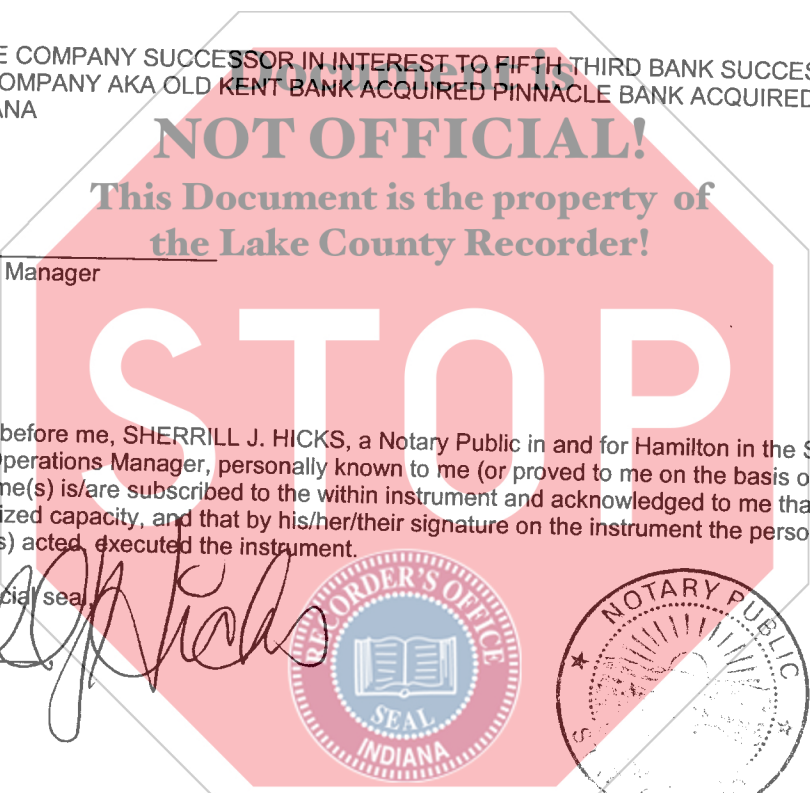 E COMPANY SUCCESSOR IN INTEREST TO FIFTH THIRD BANK SUCCES
OMPANY AKA OLD KENT BANK ACQUIRED PINNACLE BANK ACQUIRED
ANA
Document is
NOT OFFICIAL!
This Document is the property of
the Lake County Recorder!
Manager
STOP
before me, SHERRILL J. HICKS, a Notary Public in and for Hamilton in the S
Operations Manager, personally known to me (or proved to me on the basis o
me(s) is/are subscribed to the within instrument and acknowledged to me tha
ized capacity, and that by his/her/their signature on the instrument the perso
s) acted, executed the instrument.
cial seal
Hicks
RECORDER'S OFFICE
SEAL
INDIANA
NOTARY PUBLIC